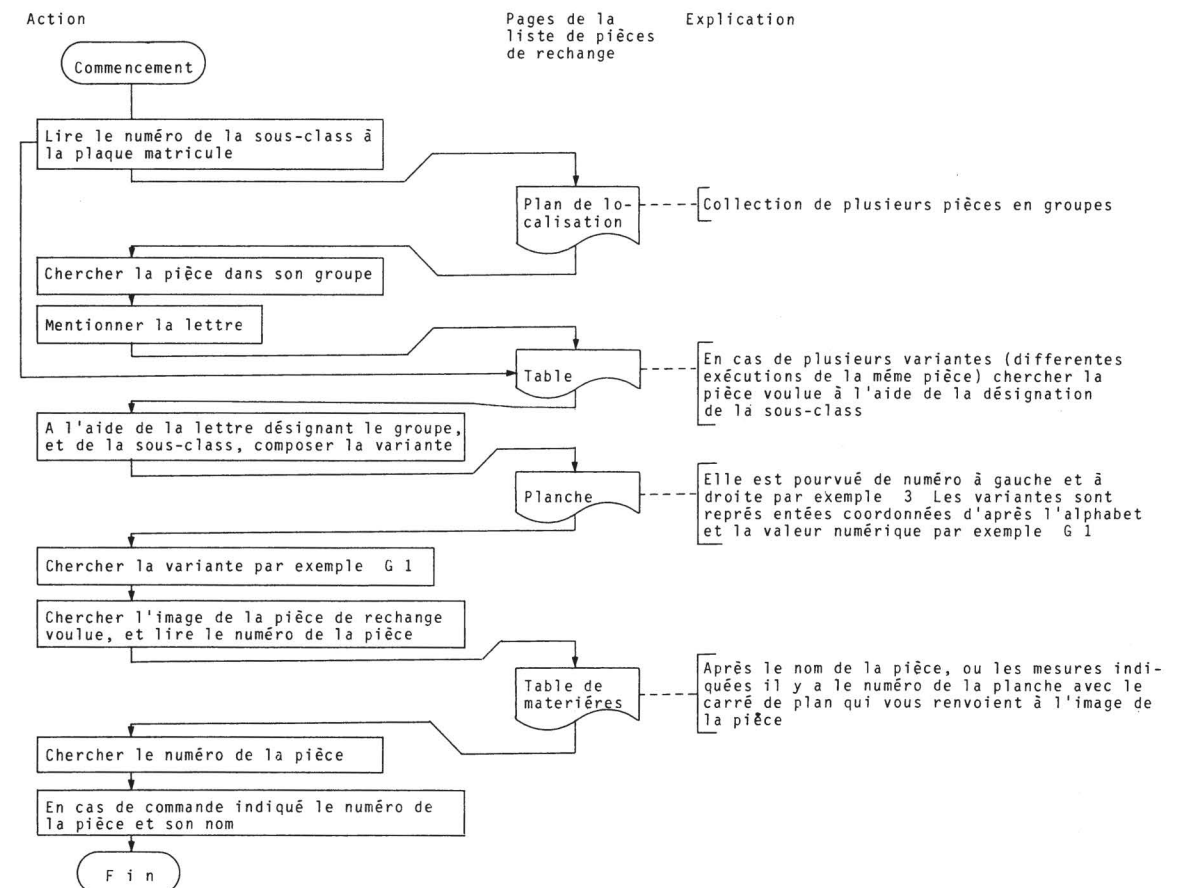 Action
Pages de la
liste de pièces
de rechange
Explication
Commencement
Lire le numéro de la sous-class à
la plaque matricule
Plan de lo-
calisation
Collection de plusieurs pièces en groupes
Chercher la pièce dans son groupe
Mentionner la lettre
Table
En cas de plusieurs variantes (differentes
exécutions de la méme pièce) chercher la
pièce voulue à l'aide de la désignation
de la sous-class
A l'aide de la lettre désignant le groupe,
et de la sous-class, composer la variante
Planche
Elle est pourvué de numéro à gauche et à
droite par exemple 3 Les variantes sont
représ entées coordonnées d'après l'alphabet
et la valeur numérique par exemple G 1
Chercher la variante par exemple G 1
Chercher l'image de la pièce de rechange
voulue, et lire le numéro de la pièce
Table de
materiéres
Après le nom de la pièce, ou les mesures indi-
quées il y a le numéro de la planche avec le
carré de plan qui vous renvoient à l'image de
la pièce
Chercher le numéro de la pièce
En cas de commande indiqué le numéro de
la pièce et son nom
F i n